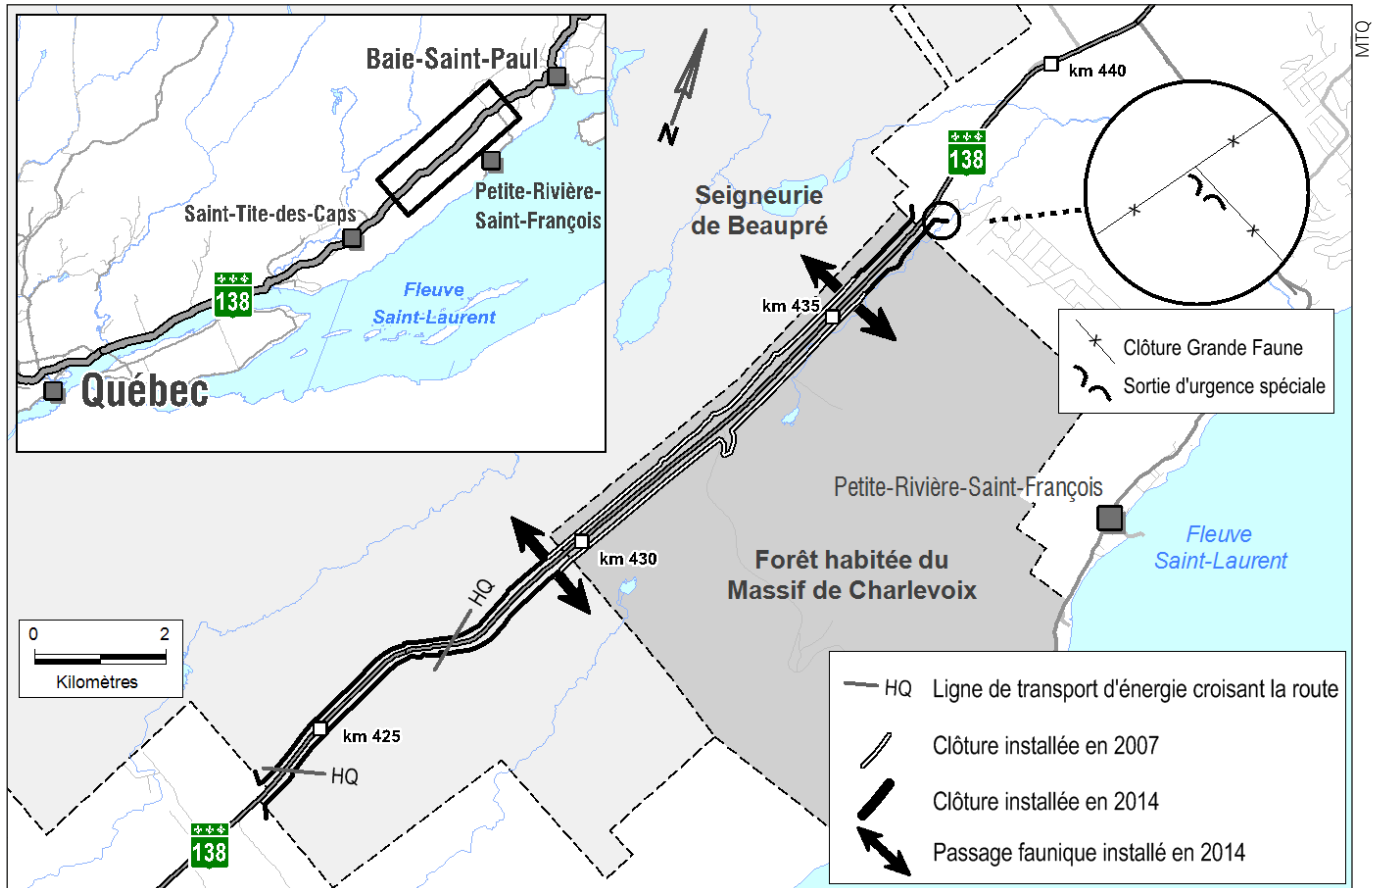 MTQ
Baie-Saint-Paul
Petite-Rivière-
Saint-François
Saint-Tite-des-Caps
138
Fleuve
Saint-Laurent
Québec
N
km 440
138
Seigneurie
de Beaupré
km 435
Clôture Grande Faune
Sortie d'urgence spéciale
Petite-Rivière-Saint-François
Fleuve
Saint-Laurent
km 430
Forêt habitée du
Massif de Charlevoix
HQ
0 2
Kilomètres
km 425
HQ
138
HQ Ligne de transport d'énergie croisant la route
Clôture installée en 2007
Clôture installée en 2014
Passage faunique installé en 2014